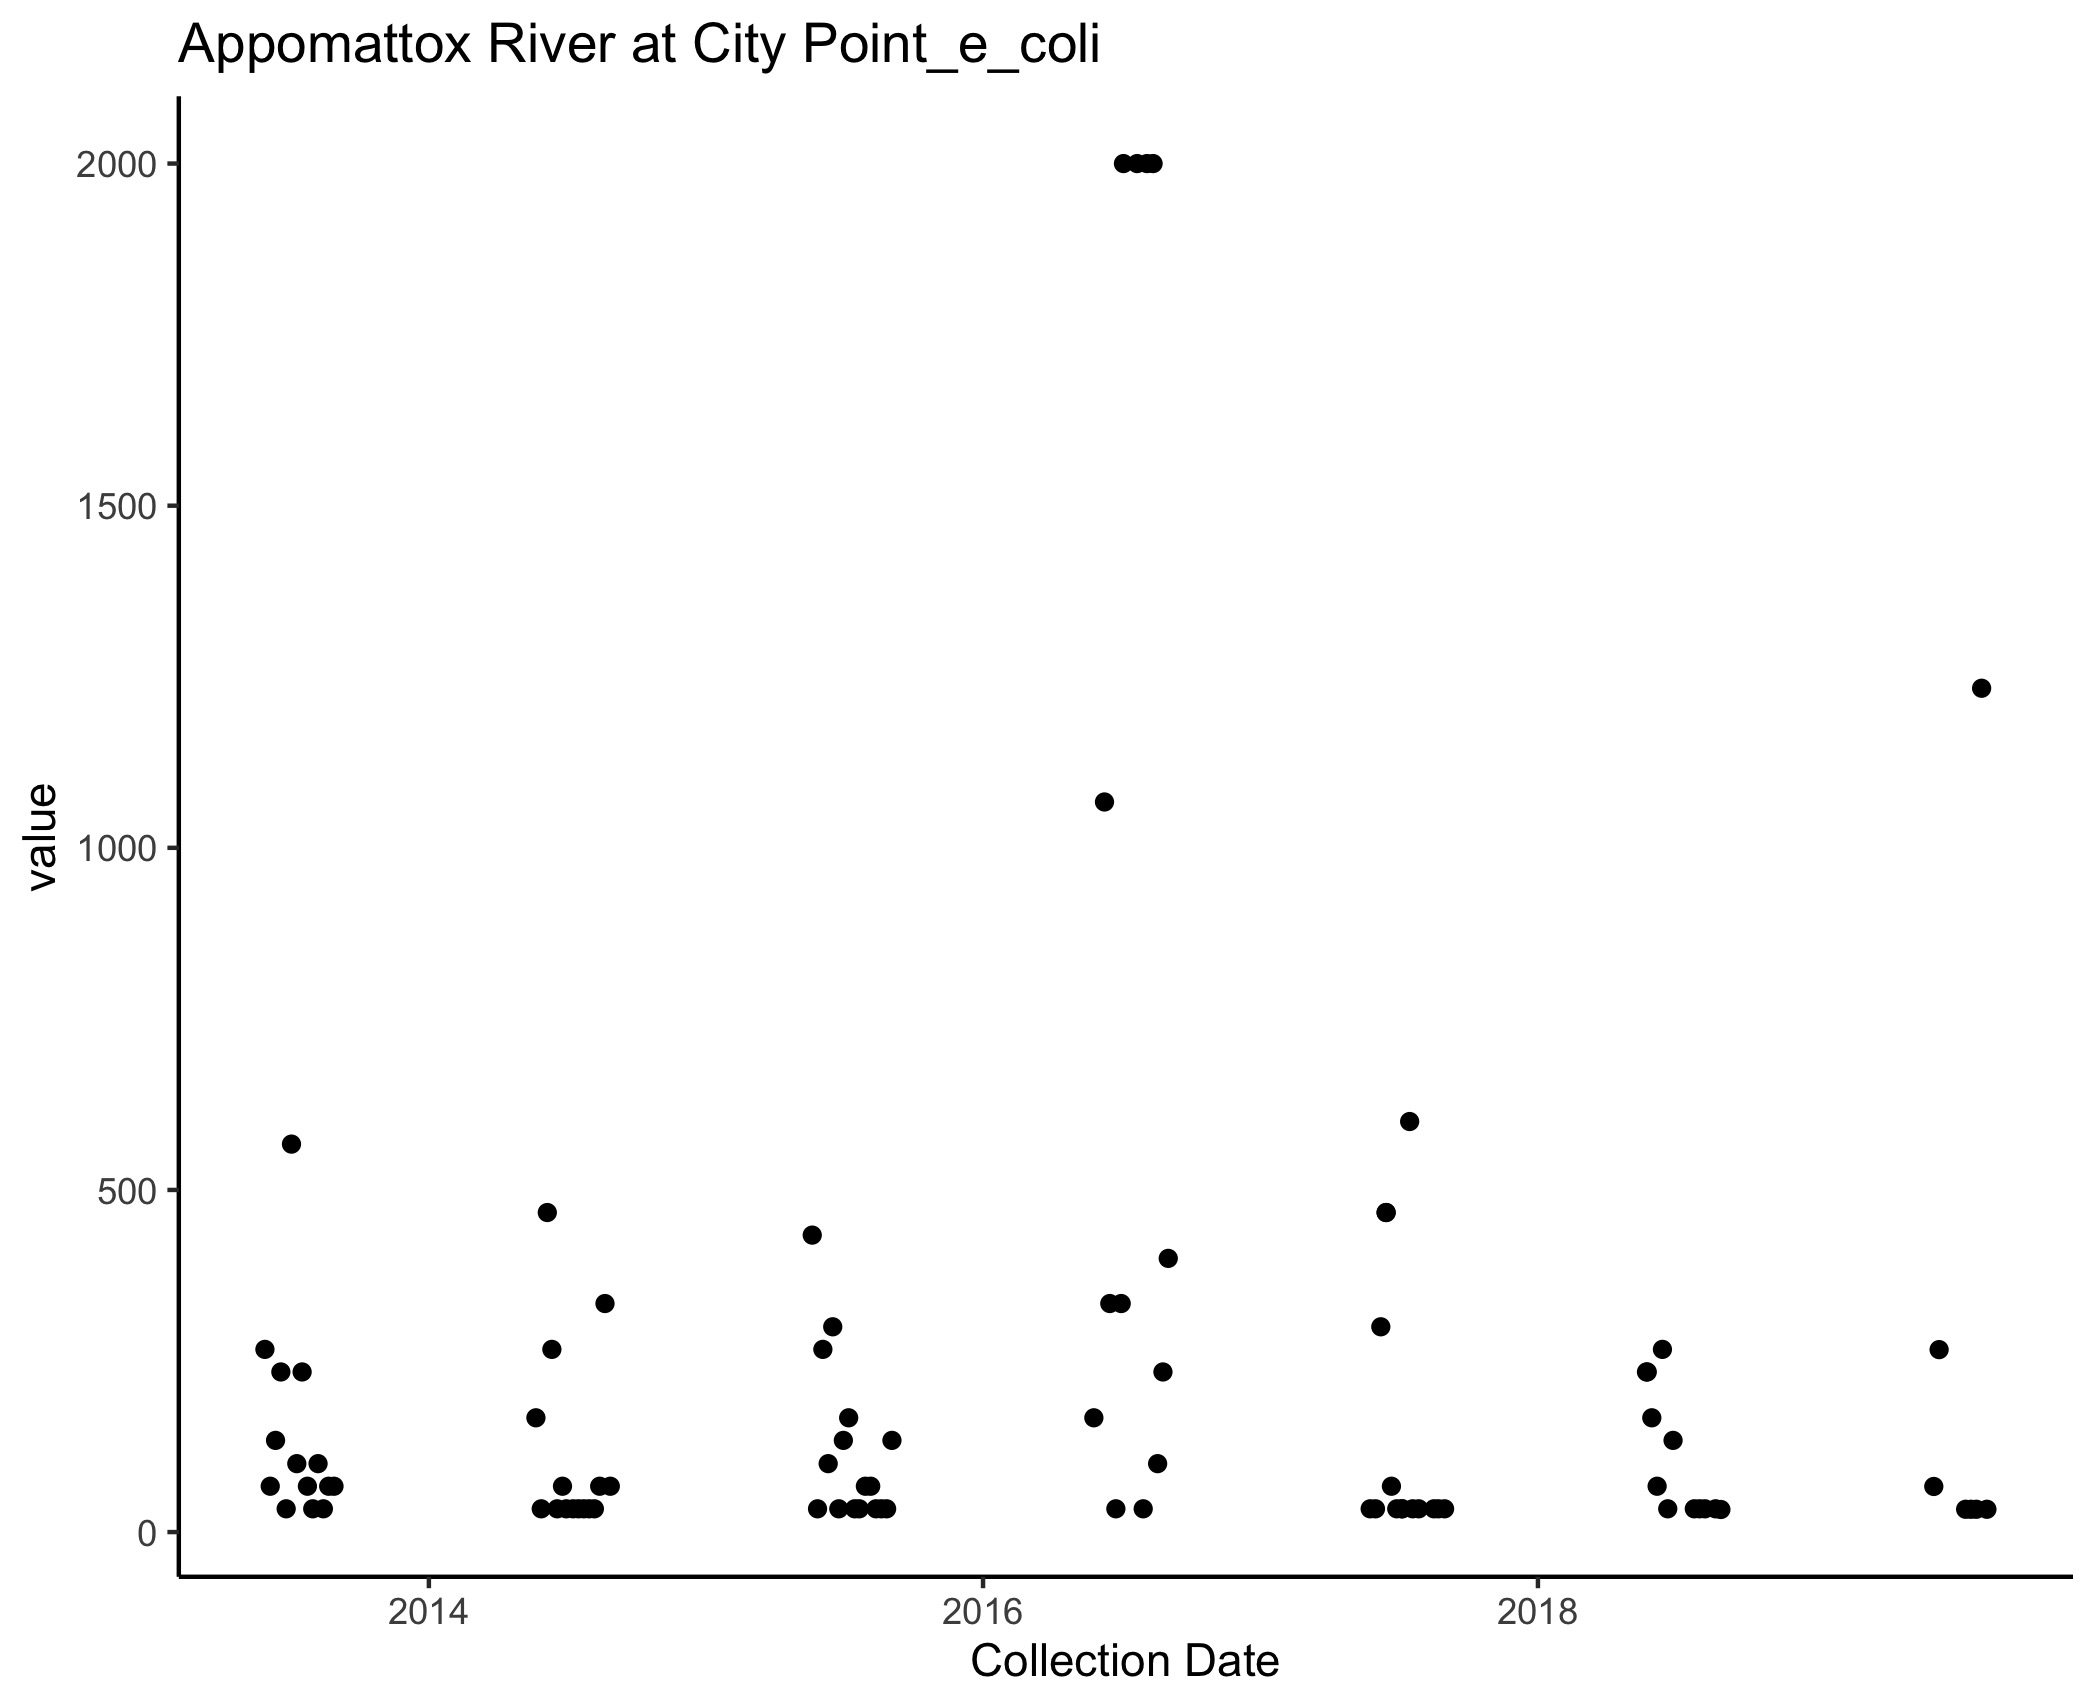 Appomattox River at City Point_e_coli
2000
1500
1000
500
0
value
2014 2016 2018
Collection Date